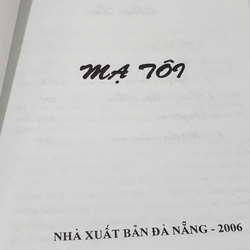 MẠ TÔI
NHÀ XUẤT BẢN ĐÀ NẴNG - 2006